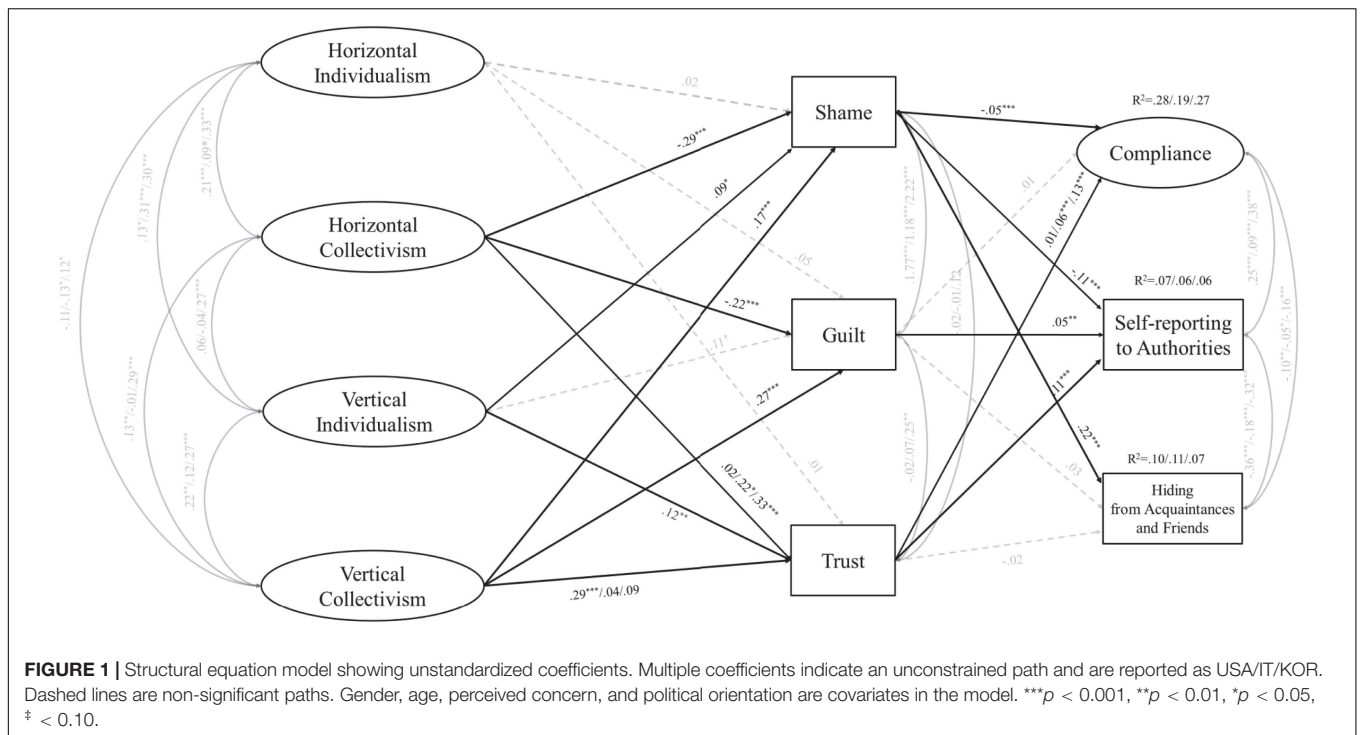 Horizontal
Individualism
Horizontal
Collectivism
Vertical
Individualism
Vertical
Collectivism
.21***/.09*/.33***
.13*/.31***/.30***
-.11/-.13*/.12*
.06/-.04/.27***
.13**/-.01/.29***
.22**/.12/.27***
.02
-.29***
.09*
.17***
.05
-.22***
.11‡
.27***
.01
.02/.22*/.33***
.12**
.29***/.04/.09
Shame
Guilt
Trust
1.77***/1.18***/2.22***
-.02/-.01/.12
-.02/.07/.25**
-.05***
.01
.01/.06***/.13***
-.11***
.05**
.11***
.22***
.03
-.02
R²=.28/.19/.27
Compliance
R²=.07/.06/.06
Self-reporting
to Authorities
R²=.10/.11/.07
Hiding
from Acquaintances
and Friends
.25***/.09***/.38***
-.10**/-.05*/-.16***
-.36***/-.18***/-.32***
FIGURE 1 | Structural equation model showing unstandardized coefficients. Multiple coefficients indicate an unconstrained path and are reported as USA/IT/KOR.
Dashed lines are non-significant paths. Gender, age, perceived concern, and political orientation are covariates in the model. ***p < 0.001, **p < 0.01, *p < 0.05,
‡ < 0.10.